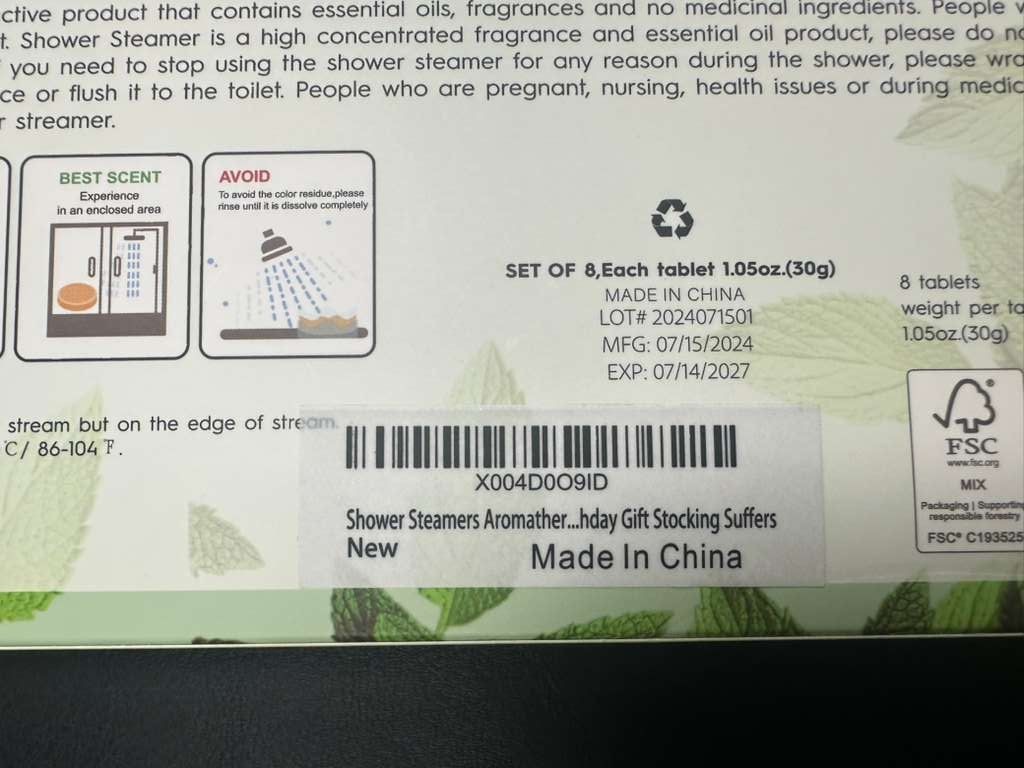 ctive product that contains essential oils, fragrances and no medicinal ingredients. People
t. Shower Steamer is a high concentrated fragrance and essential oil product, please do
you need to stop using the shower steamer for any reason during the shower, please
ce or flush it to the toilet. People who are pregnant, nursing, health issues or during
r streamer.
BEST SCENT
Experience
in an enclosed area
AVOID
To avoid the color residue,please
rinse until it is dissolve completely
SET OF 8,Each tablet 1.05oz.(30g)
MADE IN CHINA
LOT# 2024071501
MFG: 07/15/2024
EXP: 07/14/2027
8 tablets
weight per
1.05oz.(30g)
stream but on the edge of stream.
℃/ 86-104 ℉.
X004D0O9ID
Shower Steamers Aromather...hday Gift Stocking Suffers
New
Made In China
FSC
www.fsc.org
MIX
Packaging | Supporting
responsible forestry
FSC® C193525